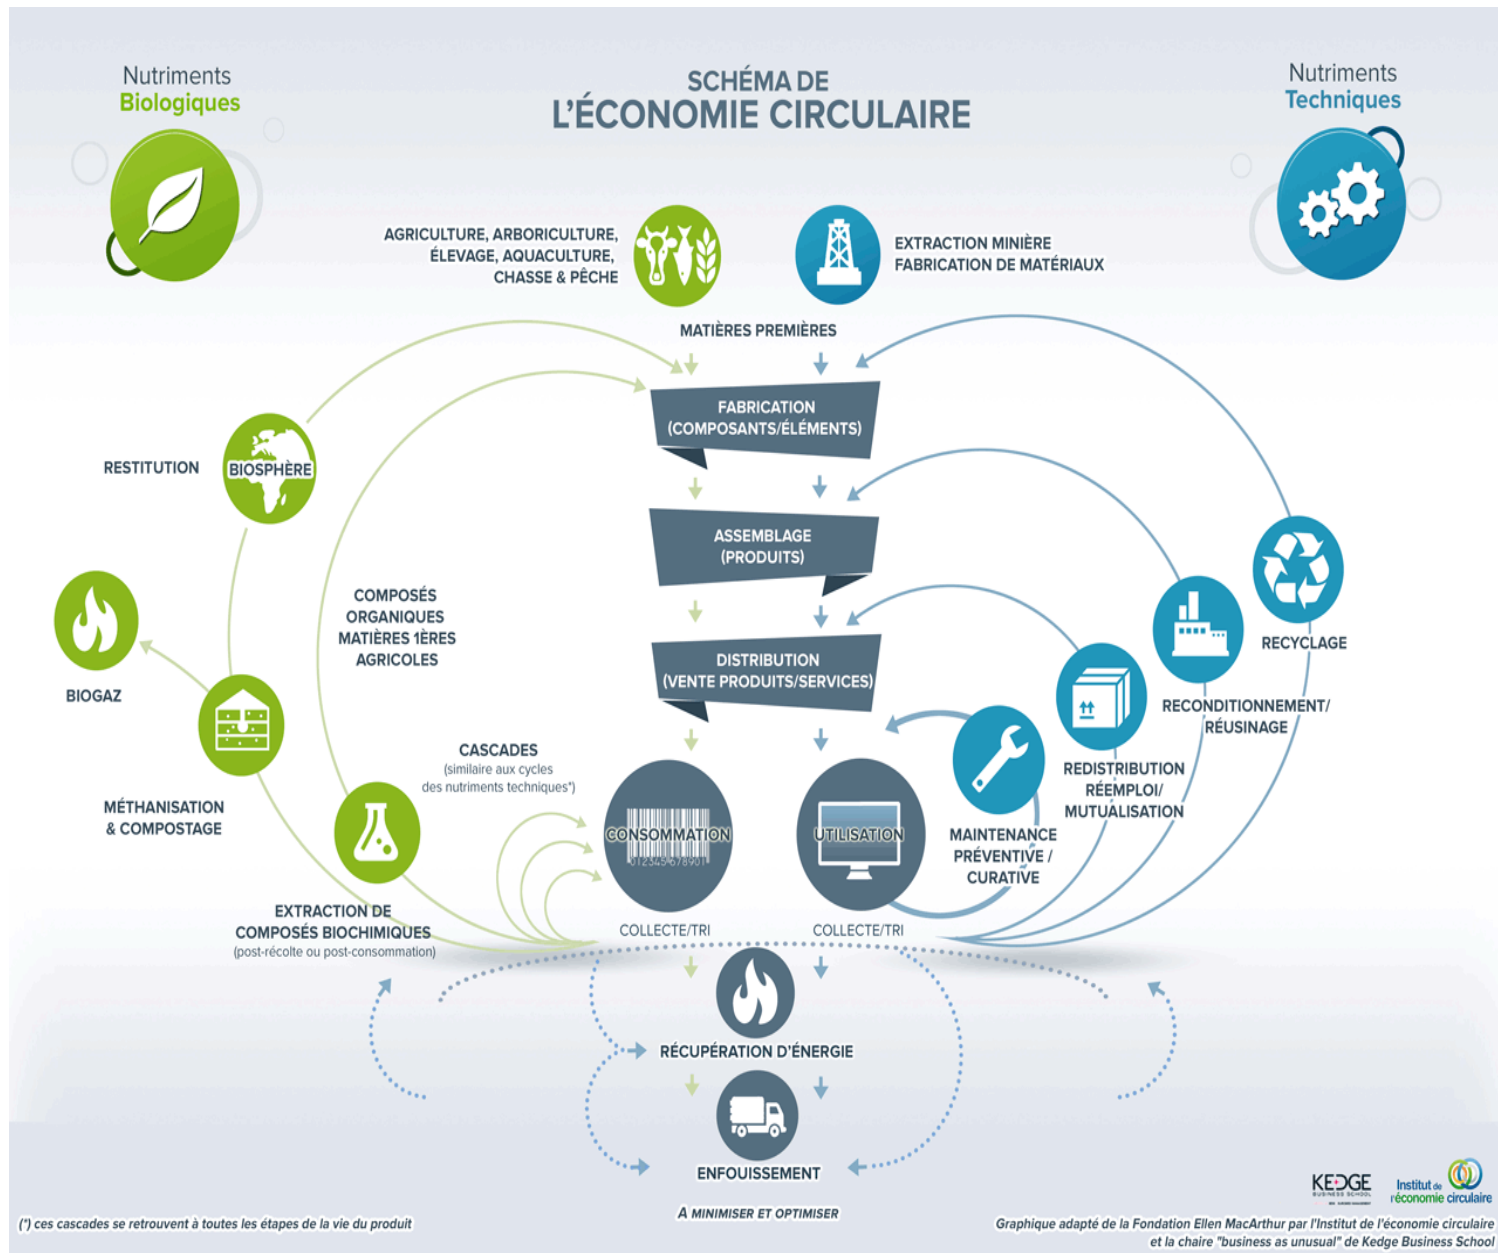 Nutriments
Biologiques
SCHÉMA DE
L'ÉCONOMIE CIRCULAIRE
Nutriments
Techniques
AGRICULTURE, ARBORICULTURE,
ÉLEVAGE, AQUACULTURE,
CHASSE & PÊCHE
EXTRACTION MINIÈRE
FABRICATION DE MATÉRIAUX
MATIÈRES PREMIÈRES
FABRICATION
(COMPOSANTS/ÉLÉMENTS)
RESTITUTION
BIOSPHÈRE
ASSEMBLAGE
(PRODUITS)
COMPOSÉS
ORGANIQUES
MATIÈRES 1ÈRES
AGRICOLES
RECYCLAGE
DISTRIBUTION
(VENTE PRODUITS/SERVICES)
BIOGAZ
RECONDITIONNEMENT/
RÉUSINAGE
CASCADES
(similaire aux cycles
des nutriments techniques*)
REDISTRIBUTION
RÉEMPLOI/
MUTUALISATION
MÉTHANISATION
& COMPOSTAGE
CONSOMMATION
012345 678901
UTILISATION
MAINTENANCE
PRÉVENTIVE /
CURATIVE
EXTRACTION DE
COMPOSÉS BIOCHIMIQUES
(post-récolte ou post-consommation)
COLLECTE/TRI
COLLECTE/TRI
RÉCUPÉRATION D'ÉNERGIE
ENFOUISSEMENT
A MINIMISER ET OPTIMISER
KEDGE
BUSINESS SCHOOL
Institut de
l'économie circulaire
(*) ces cascades se retrouvent à toutes les étapes de la vie du produit
Graphique adapté de la Fondation Ellen MacArthur par l'Institut de l'économie circulaire
et la chaire "business as unusual" de Kedge Business School